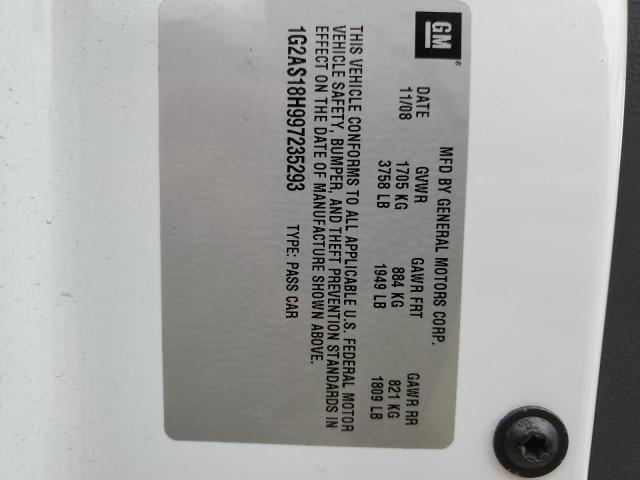 GM®
MFD BY GENERAL MOTORS CORP.
DATE GVWR GAWR FRT GAWR RR
11/08 1705 KG 884 KG 821 KG
3758 LB 1949 LB 1809 LB
THIS VEHICLE CONFORMS TO ALL APPLICABLE U.S. FEDERAL MOTOR
VEHICLE SAFETY, BUMPER, AND THEFT PREVENTION STANDARDS IN
EFFECT ON THE DATE OF MANUFACTURE SHOWN ABOVE.
1G2AS18H997235293 TYPE: PASS CAR